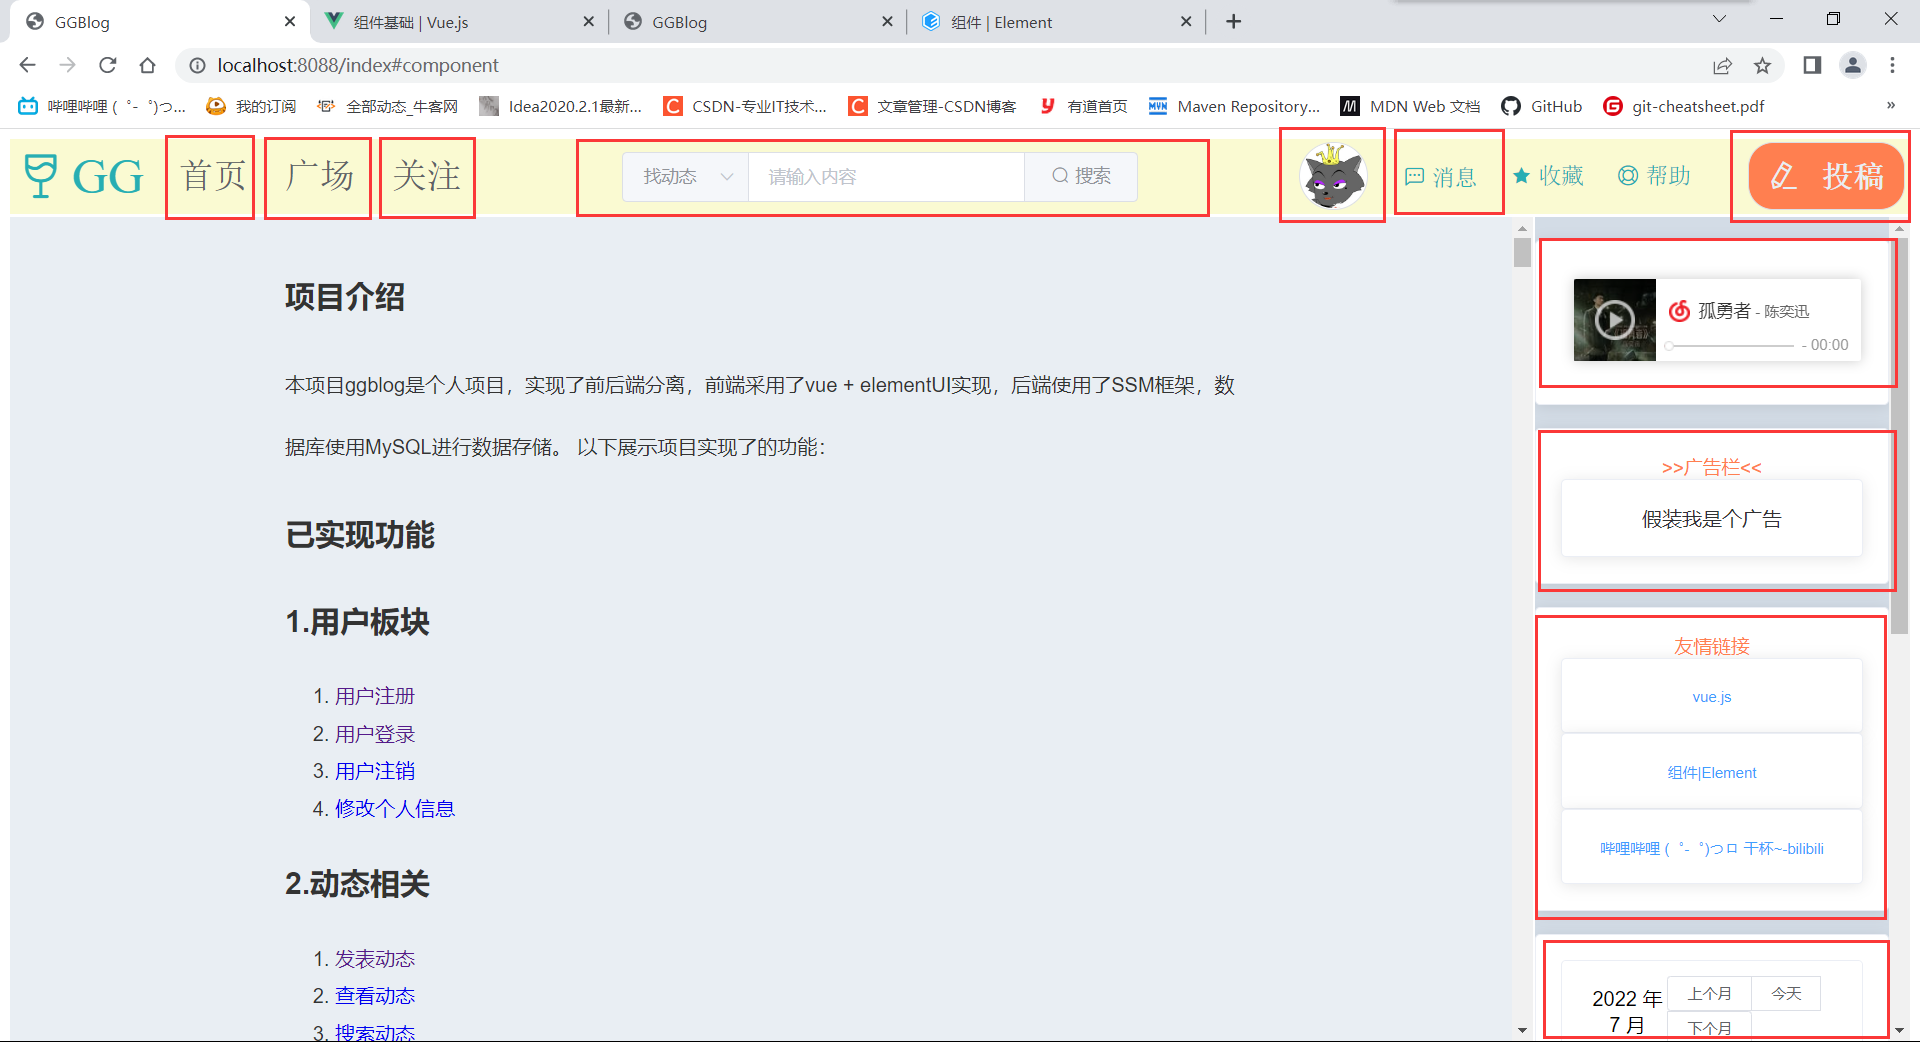 GGBlog
组件基础 | Vue.js
GGBlog
组件 | Element
localhost:8088/index#component
哔哩哔哩 (゜-゜)つ...
我的订阅
全部动态_牛客网
Idea2020.2.1最新...
CSDN-专业IT技术...
文章管理-CSDN博客
有道首页
Maven Repository...
MDN Web 文档
GitHub
git-cheatsheet.pdf
GG
首页
广场
关注
找动态
请输入内容
搜索
消息
收藏
帮助
投稿
项目介绍
本项目ggblog是个人项目，实现了前后端分离，前端采用了vue + elementUI实现，后端使用了SSM框架，数
据库使用MySQL进行数据存储。 以下展示项目实现了的功能：
已实现功能
1.用户板块
1. 用户注册
2. 用户登录
3. 用户注销
4. 修改个人信息
2.动态相关
1. 发表动态
2. 查看动态
3. 搜索动态
孤勇者 - 陈奕迅
- 00:00
>>广告栏<<
假装我是个广告
友情链接
vue.js
组件|Element
哔哩哔哩 (゜-゜)つロ 干杯~-bilibili
2022 年
7 月
上个月
今天
下个月